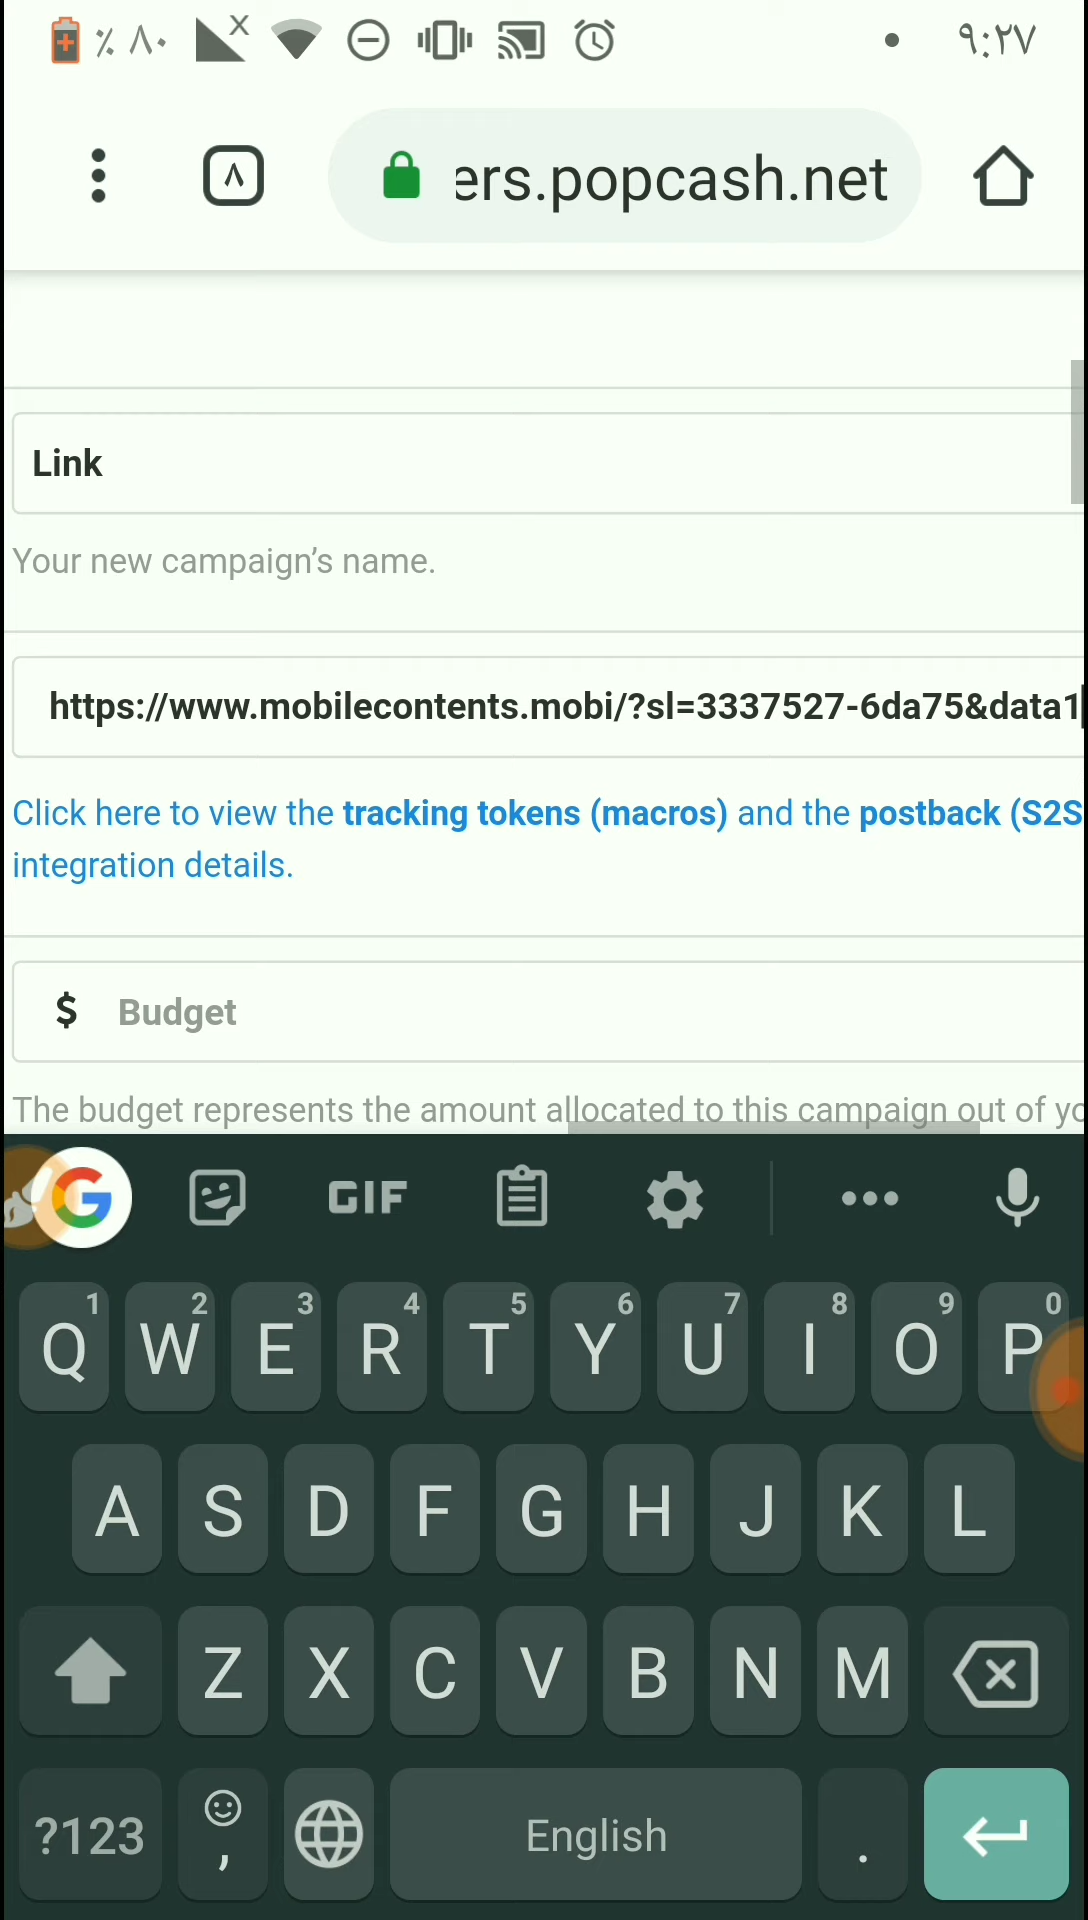 ٪ ٨٠ X ٩:٢٧
٨ ers.popcash.net
Link
Your new campaign’s name.
https://www.mobilecontents.mobi/?sl=3337527-6da75&data1
Click here to view the tracking tokens (macros) and the postback (S2S
integration details.
$ Budget
The budget represents the amount allocated to this campaign out of yo
G GIF
1 2 3 4 5 6 7 8 9 0
Q W E R T Y U I O P
A S D F G H J K L
Z X C V B N M
?123 , English .